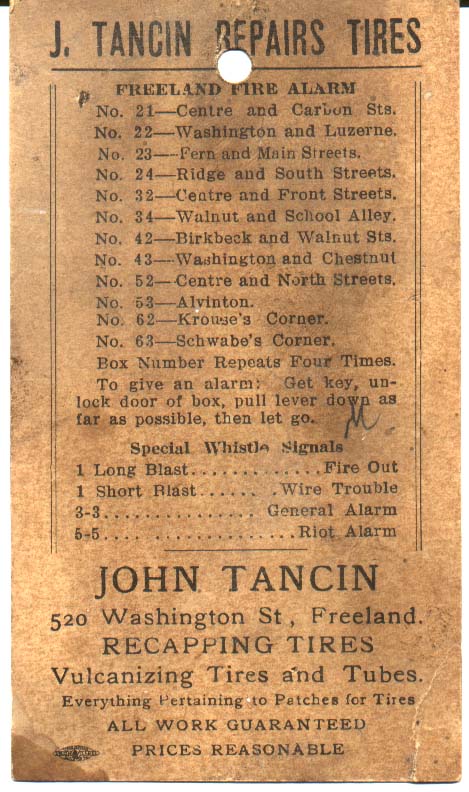 J. TANCIN REPAIRS TIRES
FREELAND FIRE ALARM
No. 21—Centre and Carbon Sts.
No. 22—Washington and Luzerne.
No. 23—Fern and Main Streets.
No. 24—Ridge and South Streets.
No. 32—Centre and Front Streets.
No. 34—Walnut and School Alley.
No. 42—Birkbeck and Walnut Sts.
No. 43—Washington and Chestnut
No. 52—Centre and North Streets.
No. 53—Alvinton.
No. 62—Krouse's Corner.
No. 63—Schwabe's Corner.
Box Number Repeats Four Times.
To give an alarm: Get key, un-
lock door of box, pull lever down as
far as possible, then let go.
Special Whistle Signals
1 Long Blast.............Fire Out
1 Short Blast........Wire Trouble
3-3................ General Alarm
5-5....................Riot Alarm
JOHN TANCIN
520 Washington St, Freeland.
RECAPPING TIRES
Vulcanizing Tires and Tubes.
Everything Pertaining to Patches for Tires
ALL WORK GUARANTEED
PRICES REASONABLE